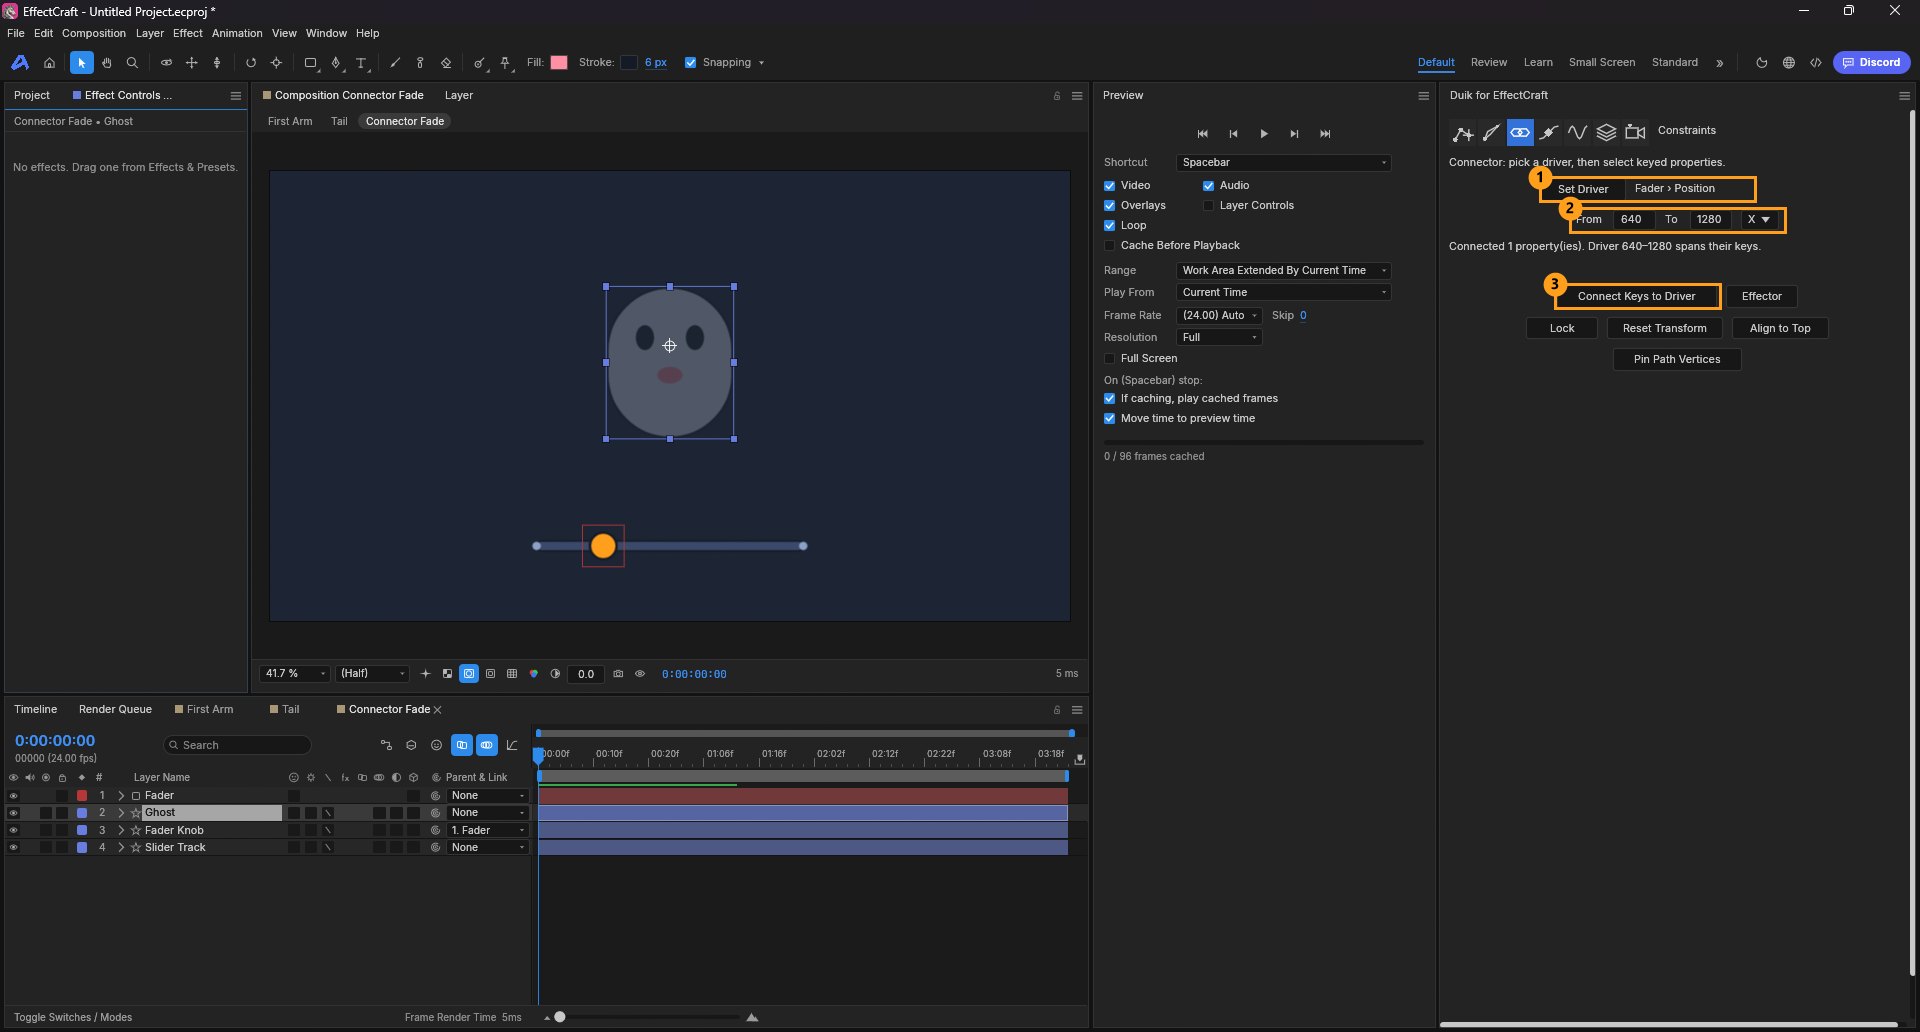 EffectCraft - Untitled Project.ecproj *
File Edit Composition Layer Effect Animation View Window Help
Fill: Stroke: 6 px Snapping
Default Review Learn Small Screen Standard » Discord
Project Effect Controls ...
Connector Fade • Ghost
No effects. Drag one from Effects & Presets.
Composition Connector Fade Layer
First Arm Tail Connector Fade
41.7 % (Half) 0.0 0:00:00:00 5 ms
Preview
Shortcut Spacebar
Video Audio
Overlays Layer Controls
Loop
Cache Before Playback
Range Work Area Extended By Current Time
Play From Current Time
Frame Rate (24.00) Auto Skip 0
Resolution Full
Full Screen
On (Spacebar) stop:
If caching, play cached frames
Move time to preview time
0 / 96 frames cached
Duik for EffectCraft
Constraints
Connector: pick a driver, then select keyed properties.
1 Set Driver Fader › Position
2 From 640 To 1280 X
Connected 1 property(ies). Driver 640–1280 spans their keys.
3 Connect Keys to Driver Effector
Lock Reset Transform Align to Top
Pin Path Vertices
Timeline Render Queue First Arm Tail Connector Fade
0:00:00:00
00000 (24.00 fps)
Search
00:00f 00:10f 00:20f 01:06f 01:16f 02:02f 02:12f 02:22f 03:08f 03:18f
# Layer Name fx Parent & Link
1 Fader None
2 Ghost None
3 Fader Knob 1. Fader
4 Slider Track None
Toggle Switches / Modes Frame Render Time 5ms